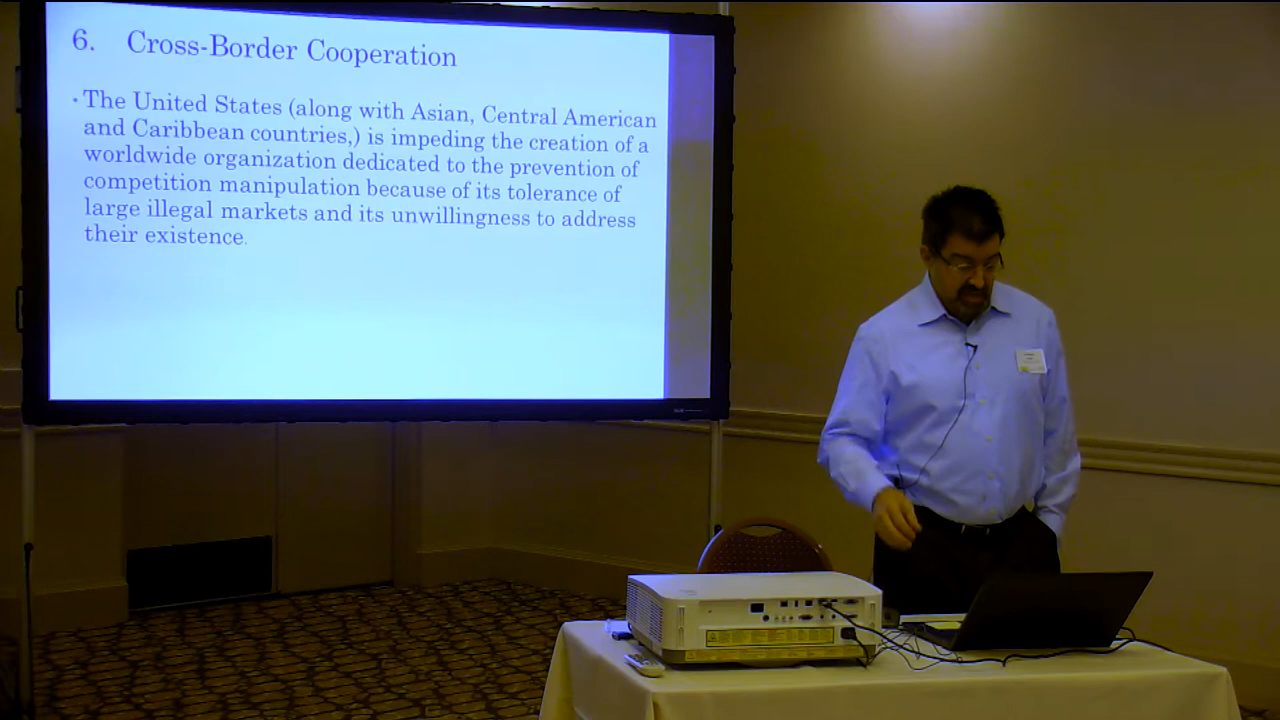 6. Cross-Border Cooperation
• The United States (along with Asian, Central American
and Caribbean countries,) is impeding the creation of a
worldwide organization dedicated to the prevention of
competition manipulation because of its tolerance of
large illegal markets and its unwillingness to address
their existence.